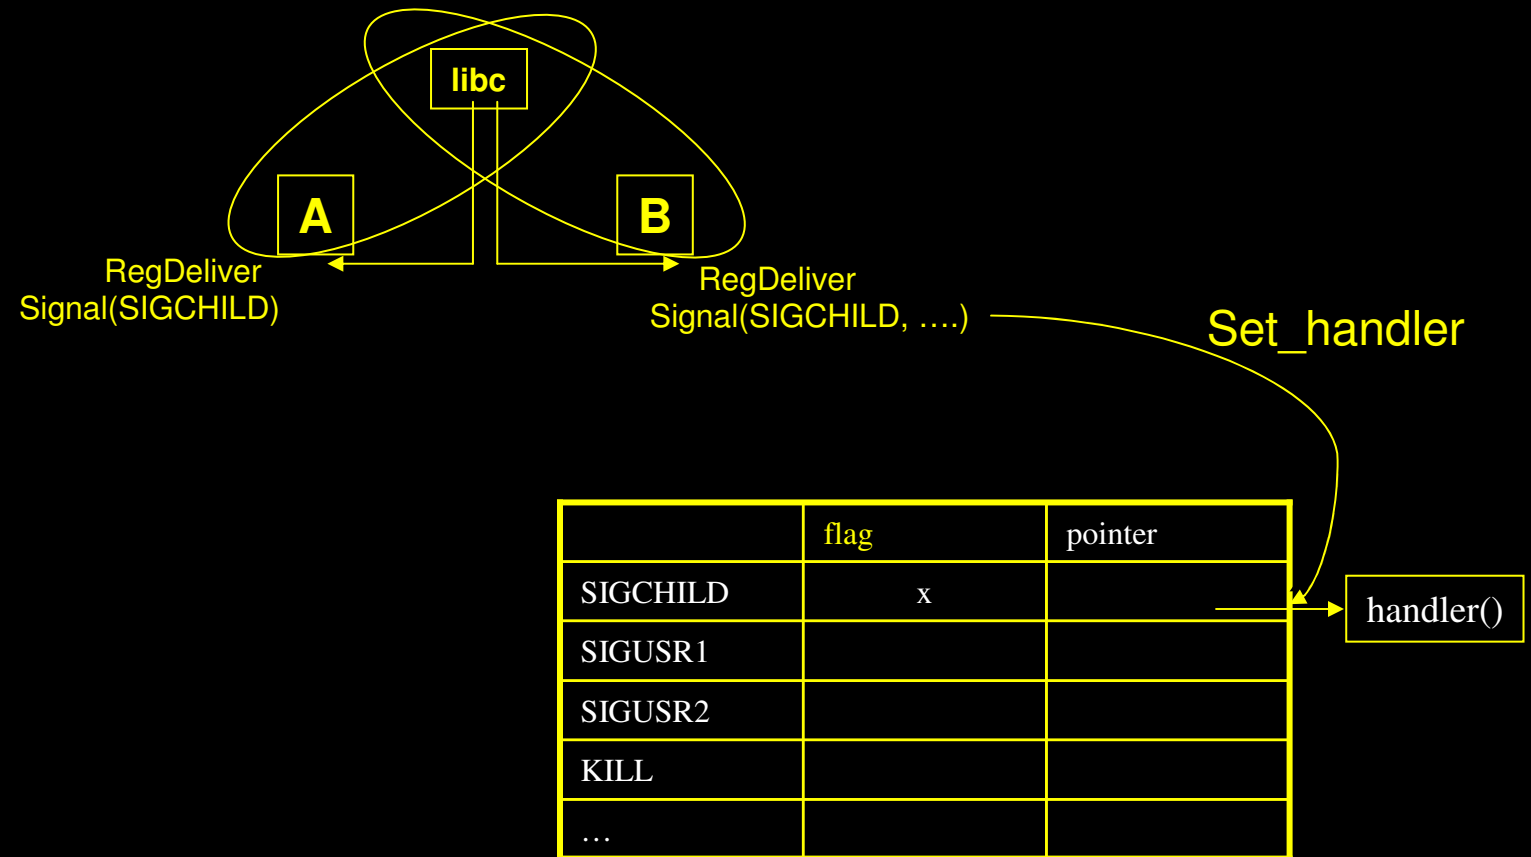 libc
A
B
RegDeliver
Signal(SIGCHILD)
RegDeliver
Signal(SIGCHILD, ….)
Set_handler
flag pointer
SIGCHILD x
handler()
SIGUSR1
SIGUSR2
KILL
…